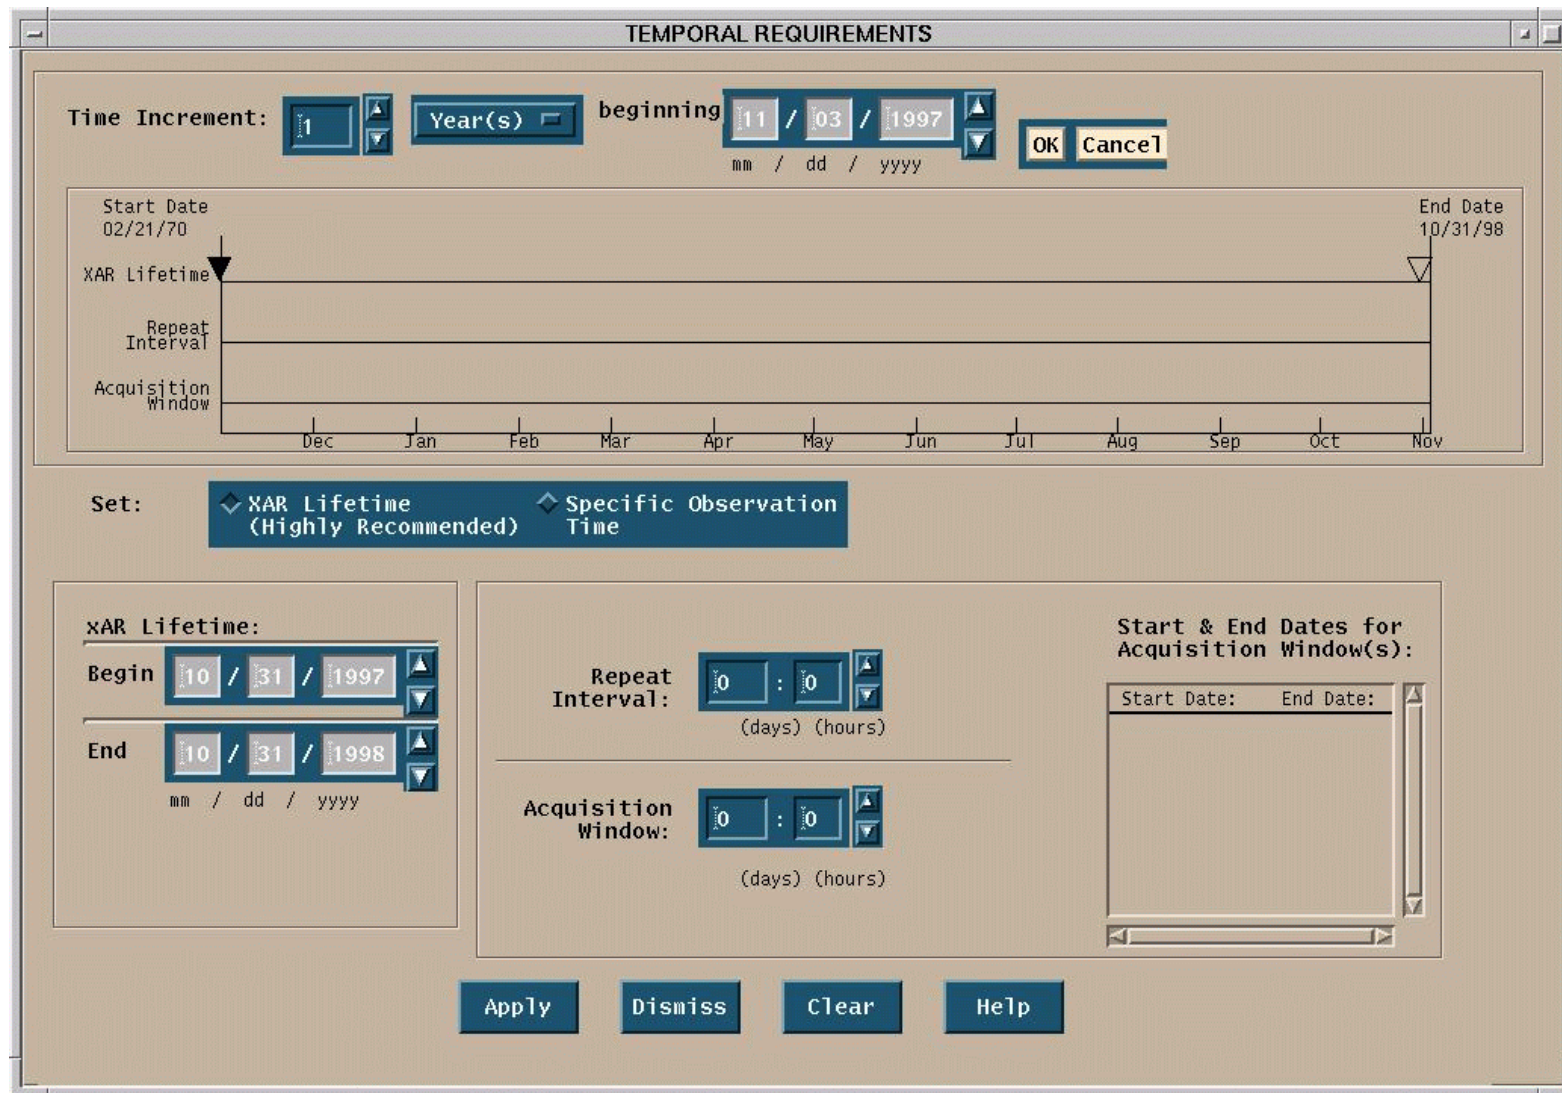 TEMPORAL REQUIREMENTS
Time Increment: 1 Year(s) beginning 11 / 03 / 1997 OK Cancel
mm / dd / yyyy
Start Date End Date
02/21/70 10/31/98
XAR Lifetime
Repeat
Interval
Acquisition
Window
Dec Jan Feb Mar Apr May Jun Jul Aug Sep Oct Nov
Set: XAR Lifetime Specific Observation
(Highly Recommended) Time
xAR Lifetime:
Begin 10 / 31 / 1997
End 10 / 31 / 1998
mm / dd / yyyy
Repeat
Interval: 0 : 0
(days) (hours)
Acquisition
Window: 0 : 0
(days) (hours)
Start & End Dates for
Acquisition Window(s):
Start Date: End Date:
Apply Dismiss Clear Help